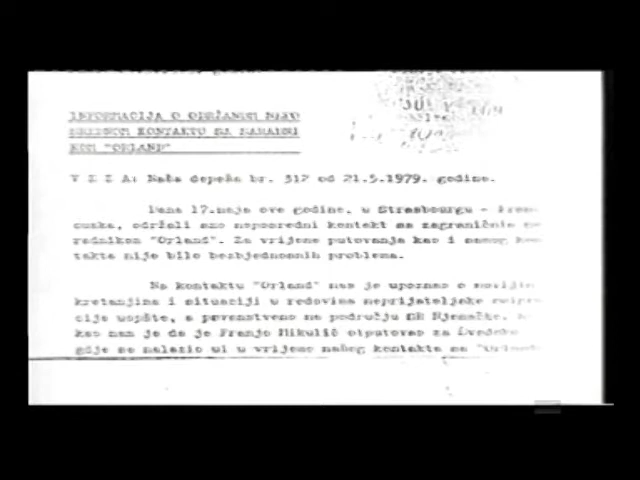 INFORMACIJA O ODRŽANOM NEPO
SREDNOM KONTAKTU SA SARADNI
KOM "ORLAND"
V E Z A: Naša depeša br. 312 od 21.5.1979. godine.
Dana 17.maja ove godine, u Strasbourgu -
cuska, održali smo neposredni kontakt sa zagraničnim
radnikom "Orland". Za vrijeme putovanja kao i samog kon
takta nije bilo bezbjednosnih problema.
Na kontaktu "Orland" nas je upoznao o
kretanjima i situaciji u redovima neprijateljske
cije uopšte, a prvenstveno na području SR Njemačke.
kao nam je da je Franjo Mikulić otputovao za Švedsku
gdje se nalazio i u vrijeme našeg kontakta sa "Orlandom